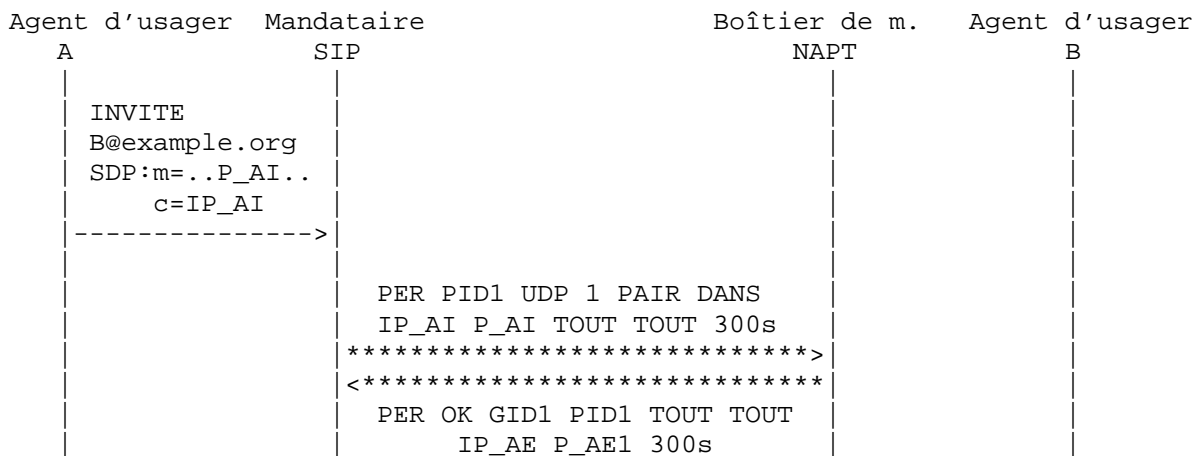 Agent d'usager Mandataire Boîtier de m. Agent d'usager
A SIP NAPT B
INVITE
B@example.org
SDP:m=..P_AI..
c=IP_AI
--------------->
PER PID1 UDP 1 PAIR DANS
IP_AI P_AI TOUT TOUT 300s
*****************************>
<*****************************
PER OK GID1 PID1 TOUT TOUT
IP_AE P_AE1 300s